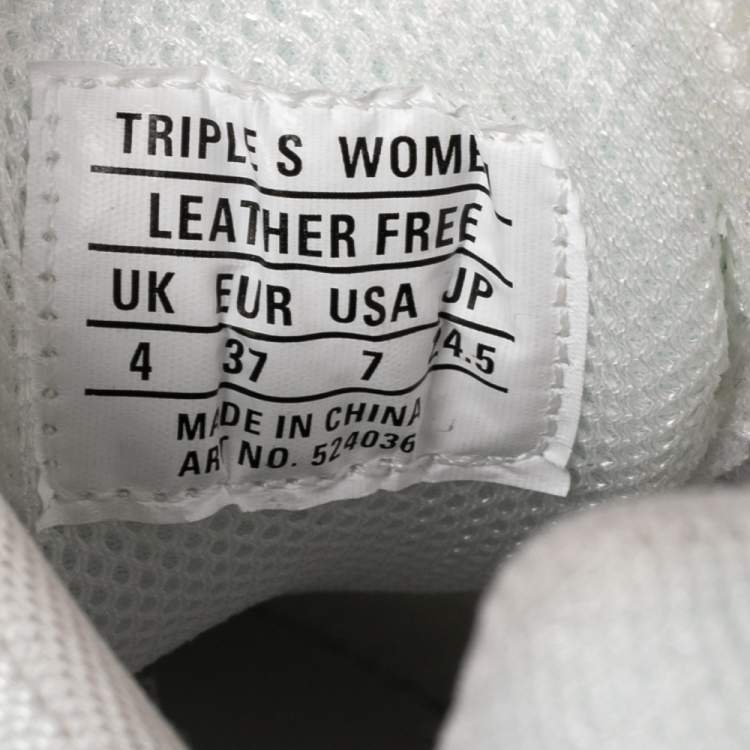 TRIPLE S WOME
LEATHER FREE
UK EUR USA JP
4 37 7 24.5
MADE IN CHINA
ART NO. 524036